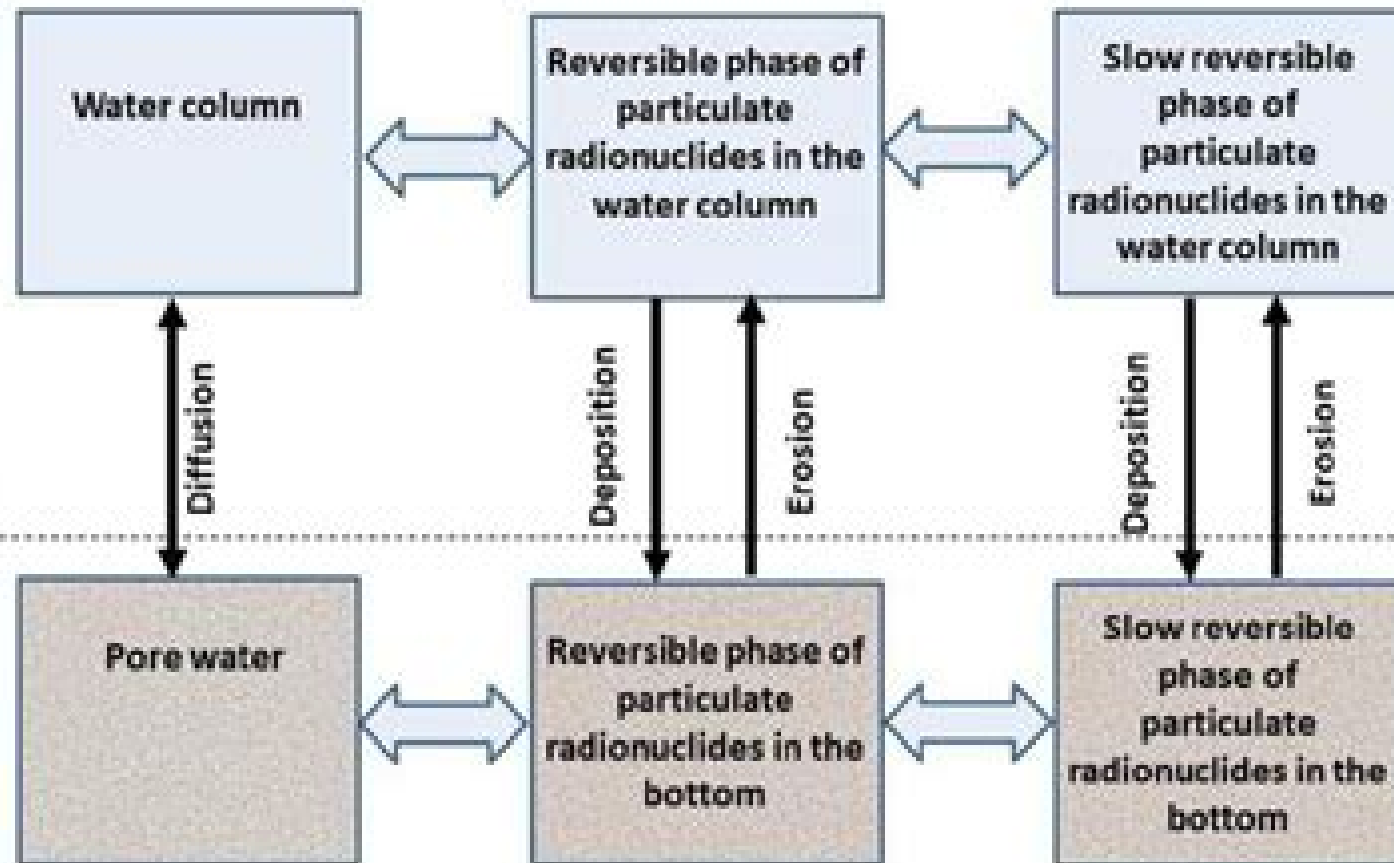 Water column
Reversible phase of
particulate
radionuclides in the
water column
Slow reversible
phase of
particulate
radionuclides in the
water column
Diffusion
Deposition
Erosion
Deposition
Erosion
Pore water
Reversible phase of
particulate
radionuclides in the
bottom
Slow reversible
phase of
particulate
radionuclides in the
bottom